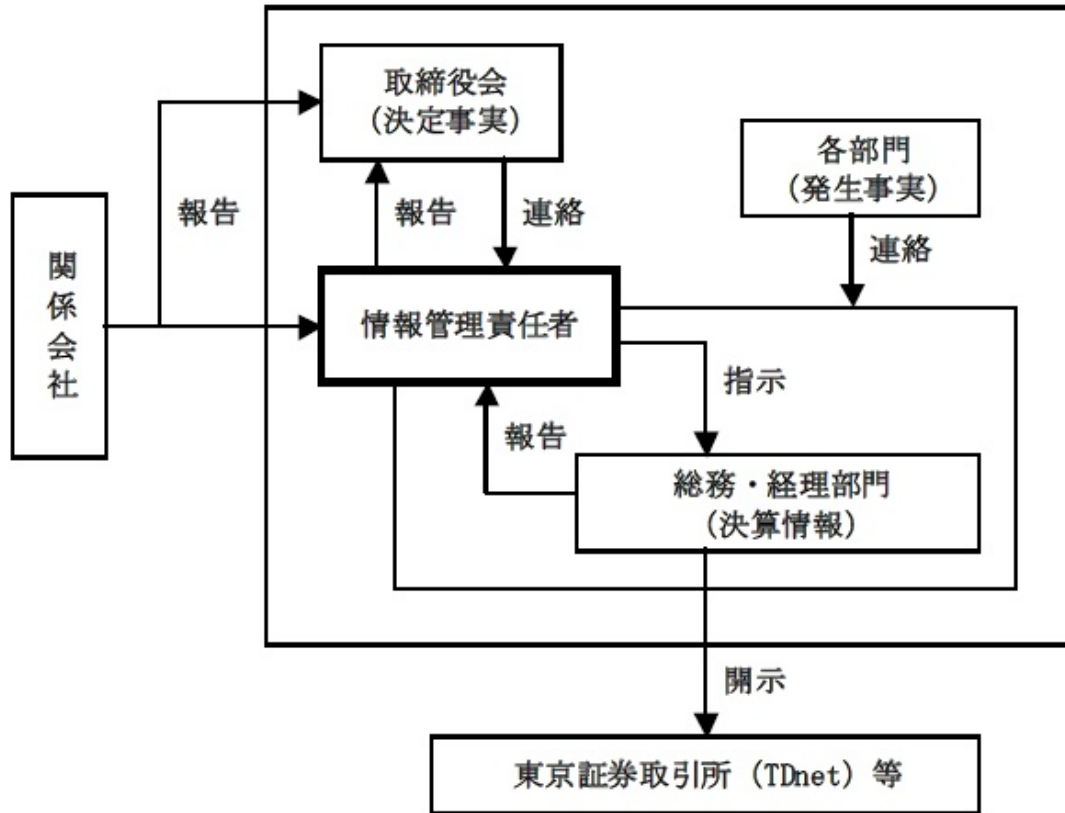 取締役会
(決定事実)
各部門
(発生事実)
報告
報告
連絡
連絡
関係会社
情報管理責任者
指示
報告
総務・経理部門
(決算情報)
開示
東京証券取引所 (TDnet) 等